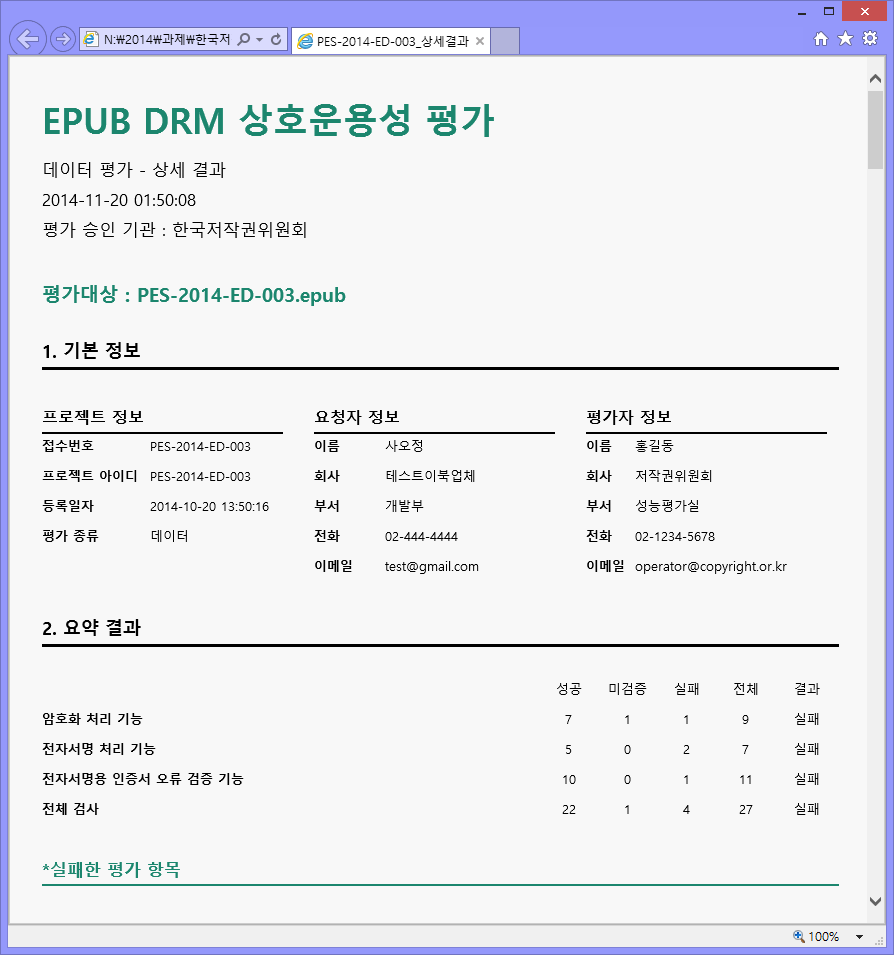 N:\2014\과제\한국저
PES-2014-ED-003_상세결과
EPUB DRM 상호운용성 평가
데이터 평가 - 상세 결과
2014-11-20 01:50:08
평가 승인 기관 : 한국저작권위원회
평가대상 : PES-2014-ED-003.epub
1. 기본 정보
프로젝트 정보
접수번호 PES-2014-ED-003
프로젝트 아이디 PES-2014-ED-003
등록일자 2014-10-20 13:50:16
평가 종류 데이터
요청자 정보
이름 사오정
회사 테스트이북업체
부서 개발부
전화 02-444-4444
이메일 test@gmail.com
평가자 정보
이름 홍길동
회사 저작권위원회
부서 성능평가실
전화 02-1234-5678
이메일 operator@copyright.or.kr
2. 요약 결과
성공 미검증 실패 전체 결과
암호화 처리 기능 7 1 1 9 실패
전자서명 처리 기능 5 0 2 7 실패
전자서명용 인증서 오류 검증 기능 10 0 1 11 실패
전체 검사 22 1 4 27 실패
*실패한 평가 항목
100%